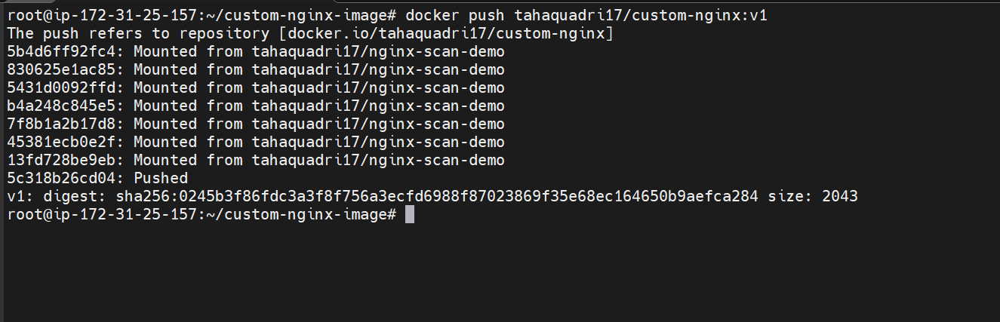 root@ip-172-31-25-157:~/custom-nginx-image# docker push tahaquadri17/custom-nginx:v1
The push refers to repository [docker.io/tahaquadri17/custom-nginx]
5b4d6ff92fc4: Mounted from tahaquadri17/nginx-scan-demo
830625e1ac85: Mounted from tahaquadri17/nginx-scan-demo
5431d0092ffd: Mounted from tahaquadri17/nginx-scan-demo
b4a248c845e5: Mounted from tahaquadri17/nginx-scan-demo
7f8b1a2b17d8: Mounted from tahaquadri17/nginx-scan-demo
45381ecb0e2f: Mounted from tahaquadri17/nginx-scan-demo
13fd728be9eb: Mounted from tahaquadri17/nginx-scan-demo
5c318b26cd04: Pushed
v1: digest: sha256:0245b3f86fdc3a3f8f756a3ecfd6988f87023869f35e68ec164650b9aefca284 size: 2043
root@ip-172-31-25-157:~/custom-nginx-image#